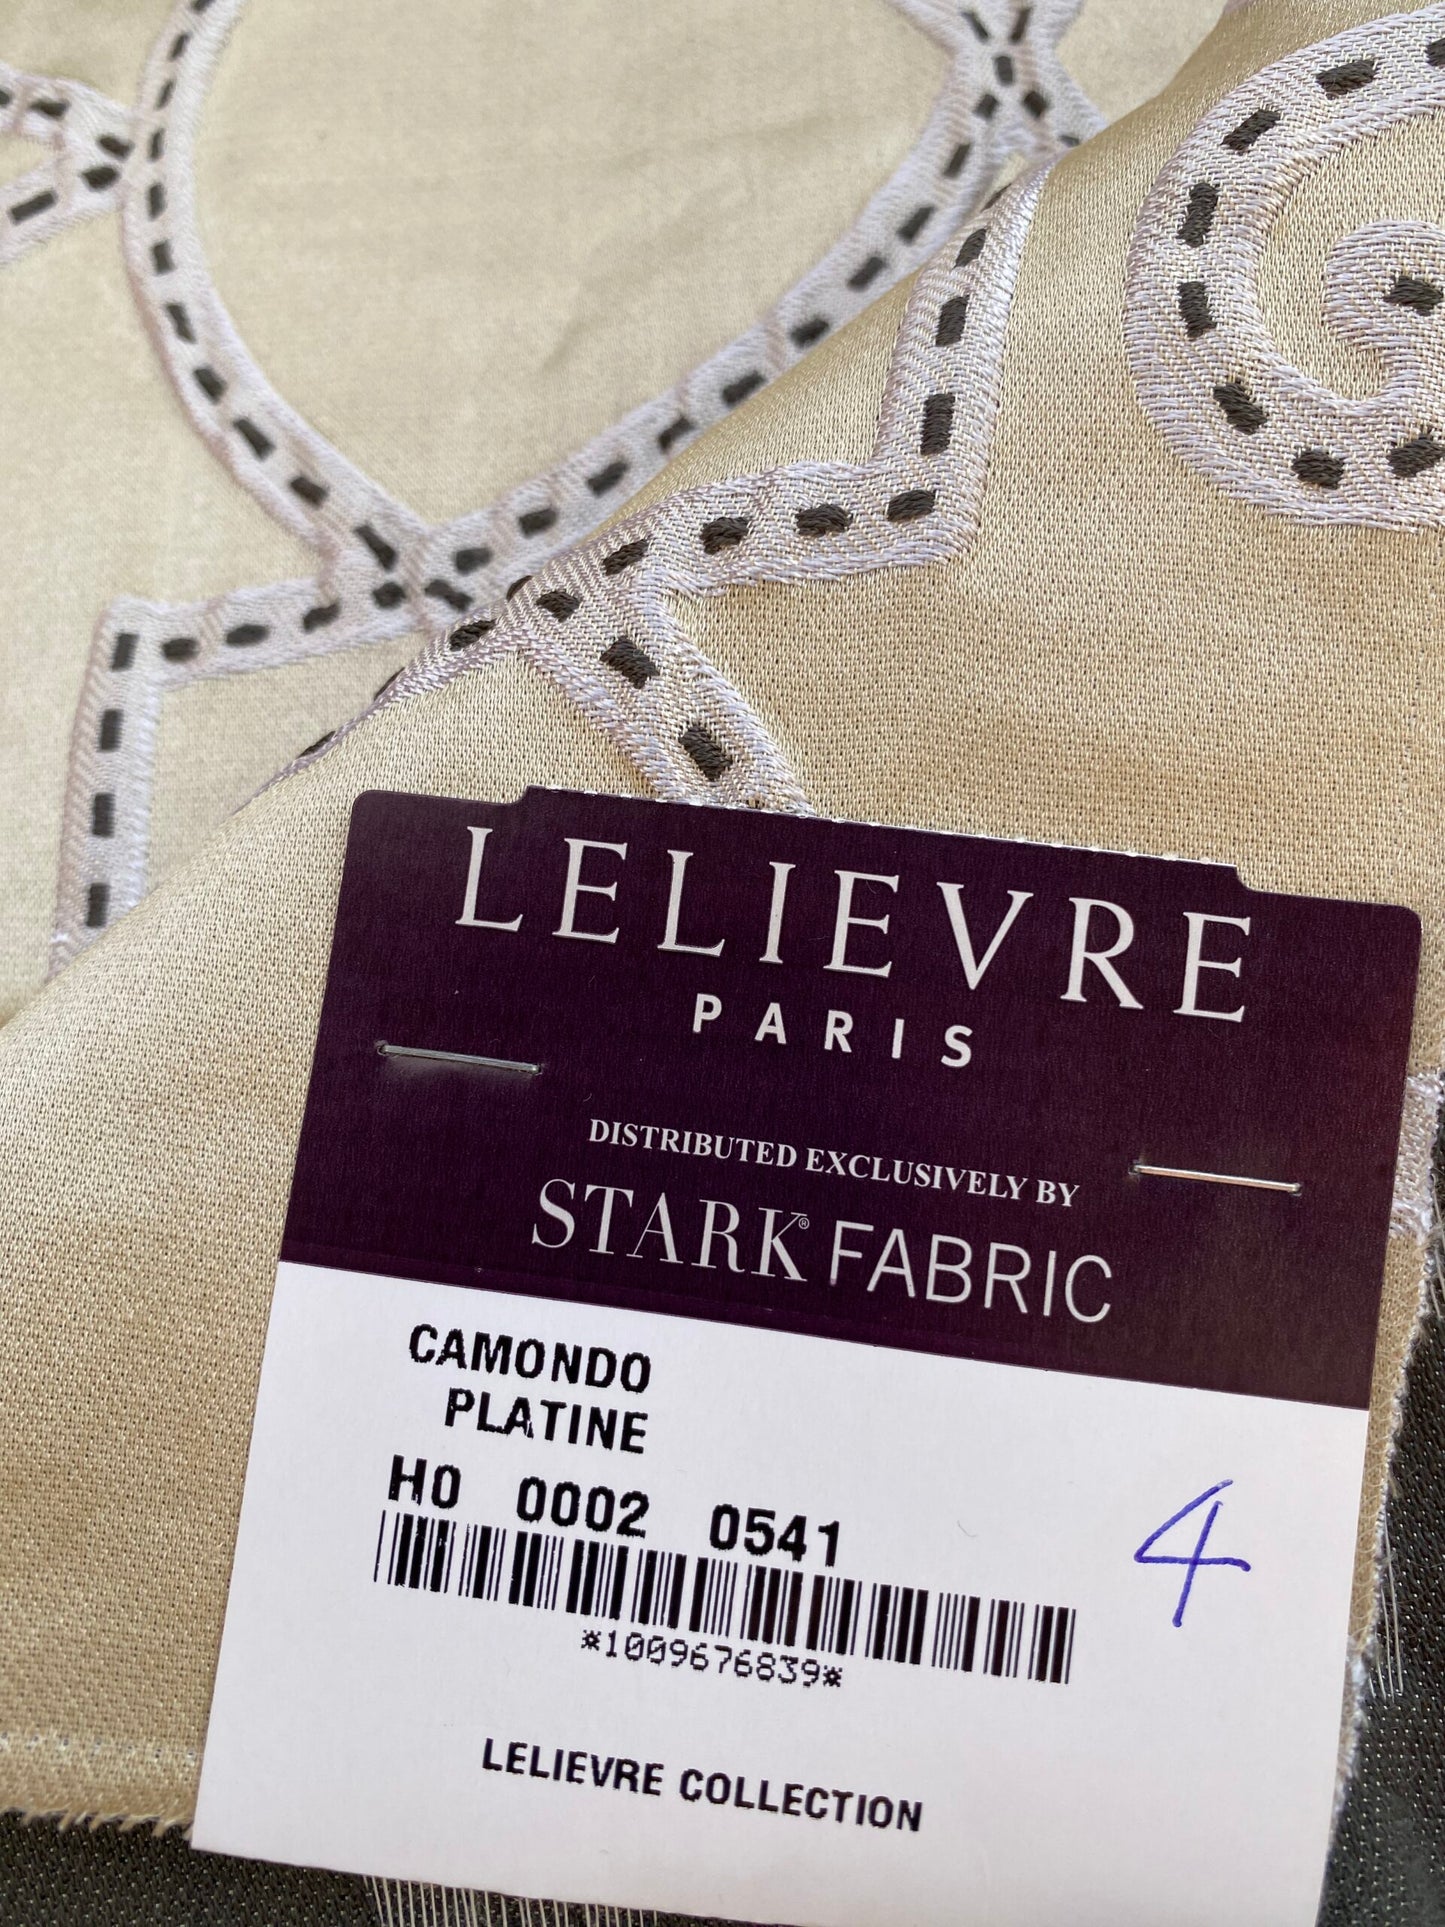 LELIEVRE
PARIS
DISTRIBUTED EXCLUSIVELY BY
STARK® FABRIC
CAMONDO
PLATINE
H0 0002 0541
4
*1009676839*
LELIEVRE COLLECTION